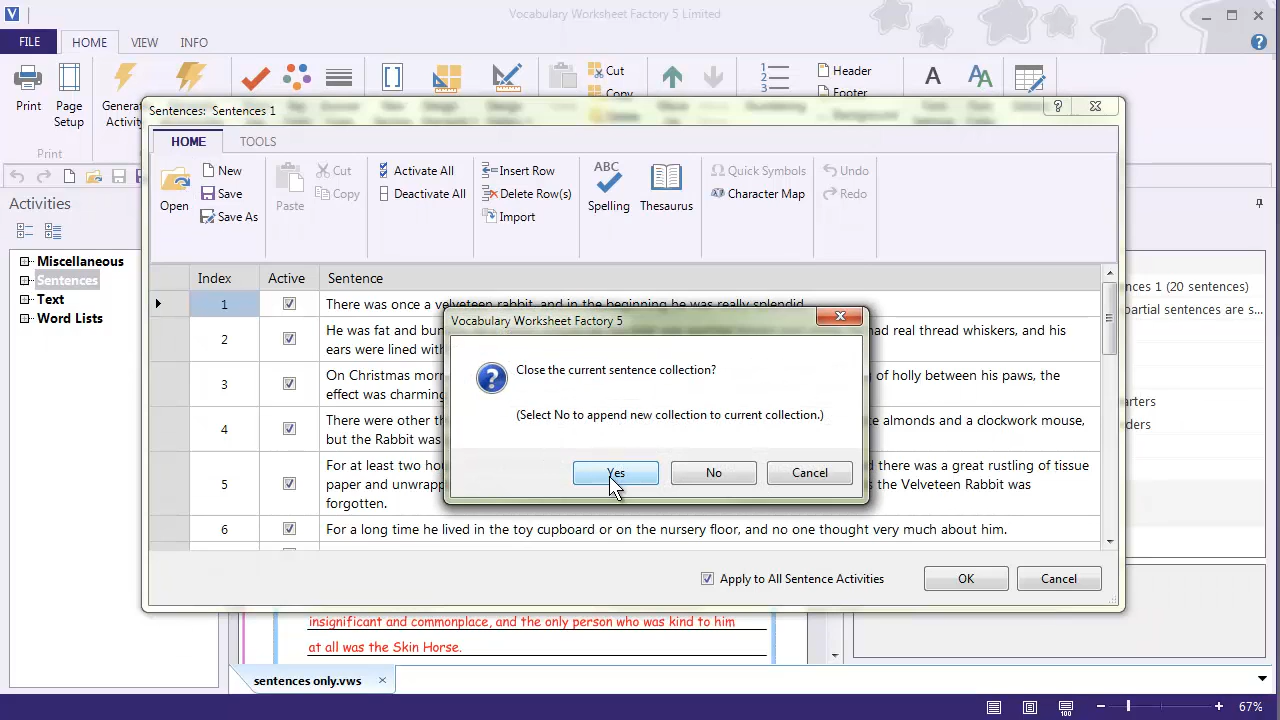 V
Vocabulary Worksheet Factory 5 Limited
FILE HOME VIEW INFO
Print
Page Setup
Print
Cut
Copy
Header
Footer
Background
Sentences: Sentences 1
HOME TOOLS
Open
New
Save
Save As
Paste
Cut
Copy
Activate All
Deactivate All
Insert Row
Delete Row(s)
Import
ABC
Spelling
Thesaurus
Quick Symbols
Character Map
Undo
Redo
Activities
Miscellaneous
Sentences
Text
Word Lists
Index Active Sentence
1 There was once a velveteen rabbit, and in the beginning he was really splendid.
2 He was fat and bun had real thread whiskers, and his
ears were lined with
3 On Christmas morn of holly between his paws, the
effect was charming
4 There were other th ce almonds and a clockwork mouse,
but the Rabbit was
5 For at least two hou d there was a great rustling of tissue
paper and unwrapp s the Velveteen Rabbit was
forgotten.
6 For a long time he lived in the toy cupboard or on the nursery floor, and no one thought very much about him.
Vocabulary Worksheet Factory 5
Close the current sentence collection?
(Select No to append new collection to current collection.)
Yes No Cancel
Apply to All Sentence Activities OK Cancel
nces 1 (20 sentences)
partial sentences are s...
arters
ders
insignificant and commonplace, and the only person who was kind to him
at all was the Skin Horse.
sentences only.vws
100
67%